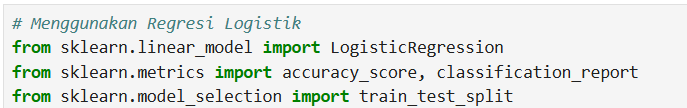 # Menggunakan Regresi Logistik
from sklearn.linear_model import LogisticRegression
from sklearn.metrics import accuracy_score, classification_report
from sklearn.model_selection import train_test_split